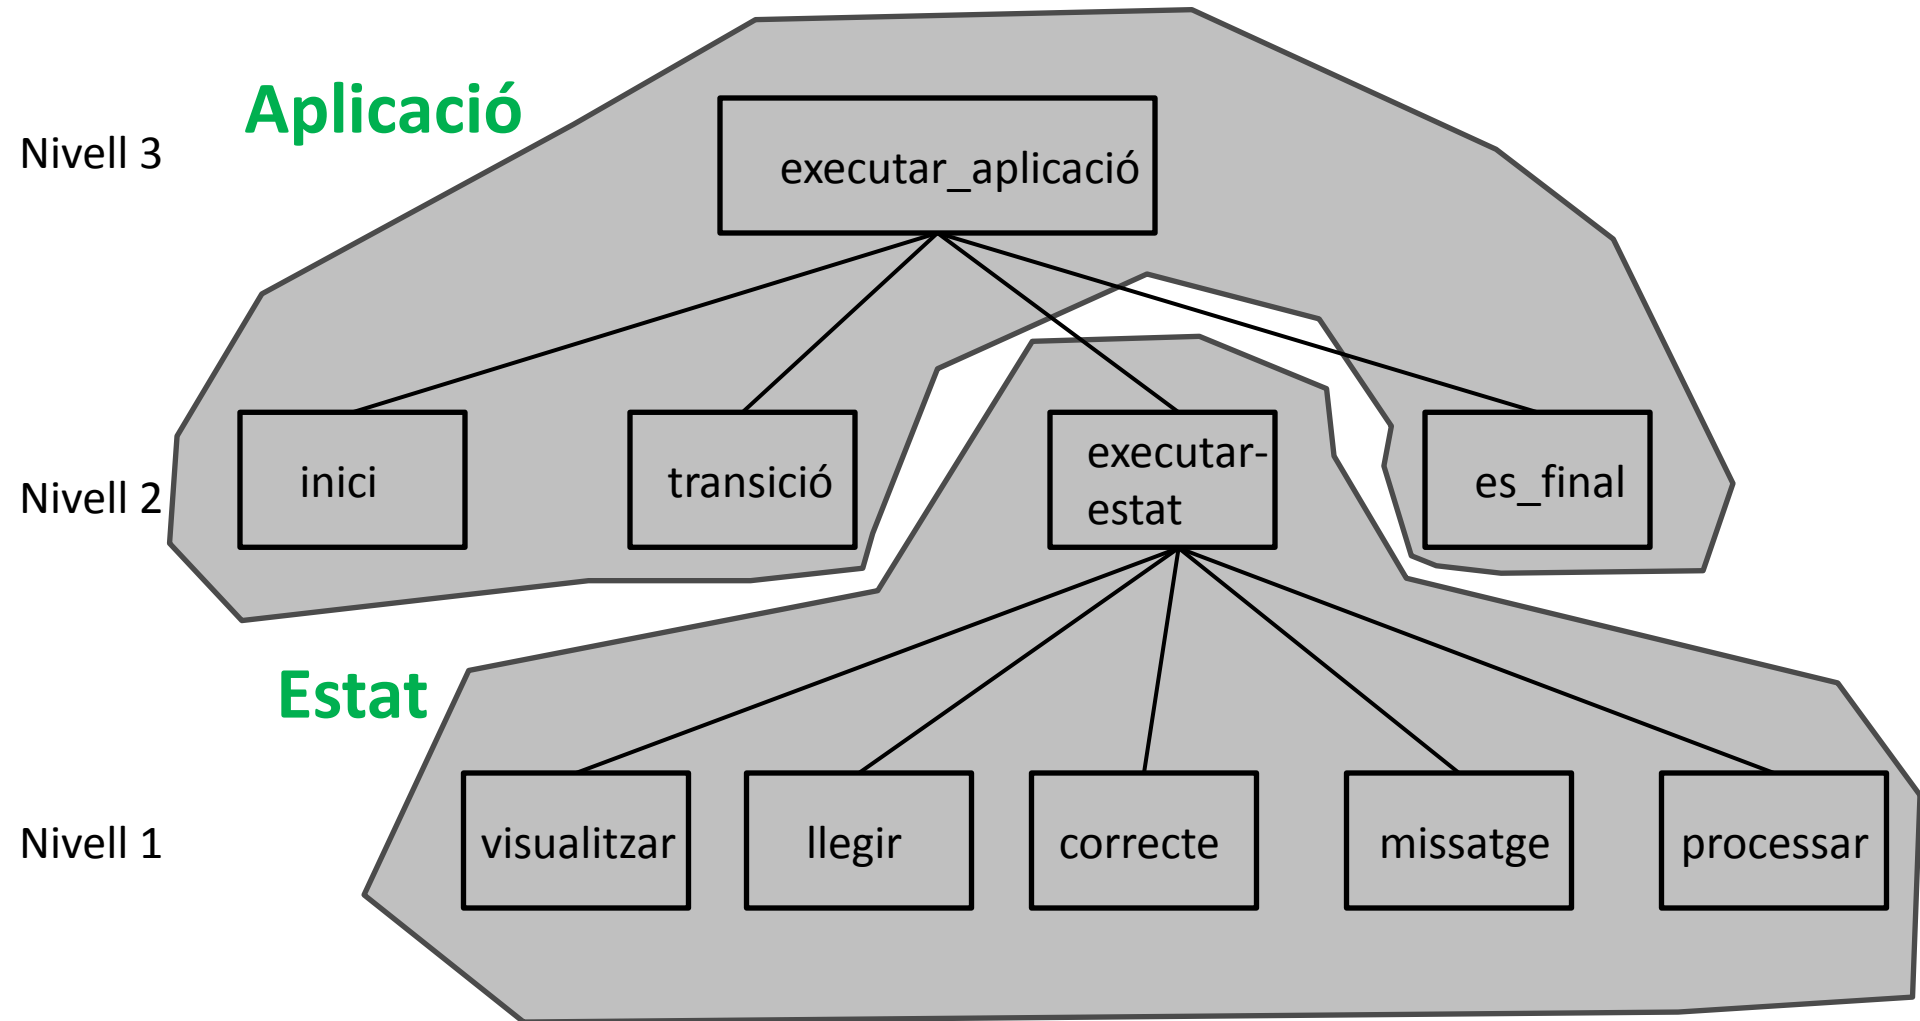 Aplicació
Nivell 3
executar_aplicació
Nivell 2
inici
transició
executar-
estat
es_final
Estat
Nivell 1
visualitzar
llegir
correcte
missatge
processar